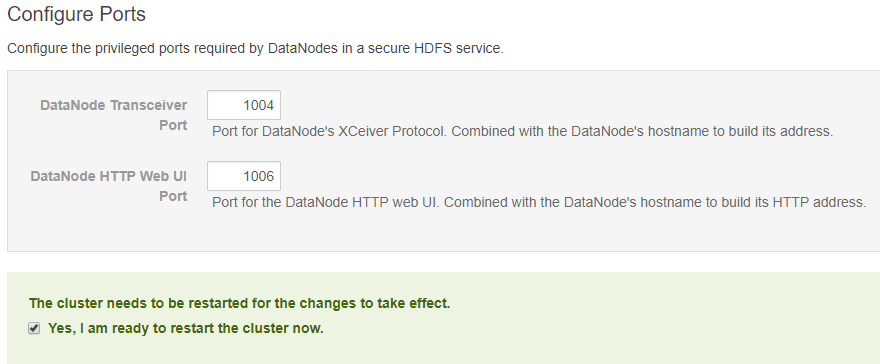 Configure Ports
Configure the privileged ports required by DataNodes in a secure HDFS service.
DataNode Transceiver
Port
1004
Port for DataNode's XCeiver Protocol. Combined with the DataNode's hostname to build its address.
DataNode HTTP Web UI
Port
1006
Port for the DataNode HTTP web UI. Combined with the DataNode's hostname to build its HTTP address.
The cluster needs to be restarted for the changes to take effect.
Yes, I am ready to restart the cluster now.